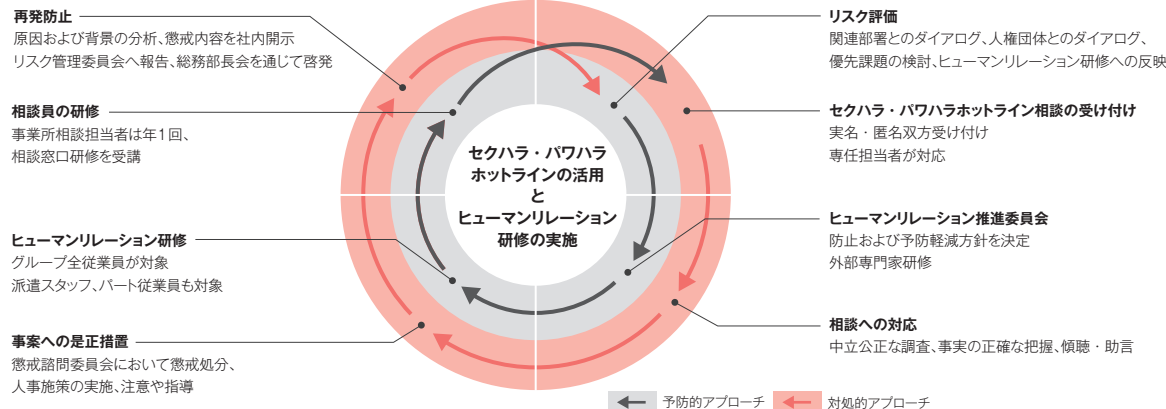 再発防止
原因および背景の分析、懲戒内容を社内開示
リスク管理委員会へ報告、総務部長会を通じて啓発
相談員の研修
事業所相談担当者は年1回、
相談窓口研修を受講
ヒューマンリレーション研修
グループ全従業員が対象
派遣スタッフ、パート従業員も対象
事案への是正措置
懲戒諮問委員会において懲戒処分、
人事施策の実施、注意や指導
セクハラ・パワハラ
ホットラインの活用
と
ヒューマンリレーション
研修の実施
リスク評価
関連部署とのダイアログ、人権団体とのダイアログ、
優先課題の検討、ヒューマンリレーション研修への反映
セクハラ・パワハラホットライン相談の受け付け
実名・匿名双方受け付け
専任担当者が対応
ヒューマンリレーション推進委員会
防止および予防軽減方針を決定
外部専門家研修
相談への対応
中立公正な調査、事実の正確な把握、傾聴・助言
予防的アプローチ
対処的アプローチ